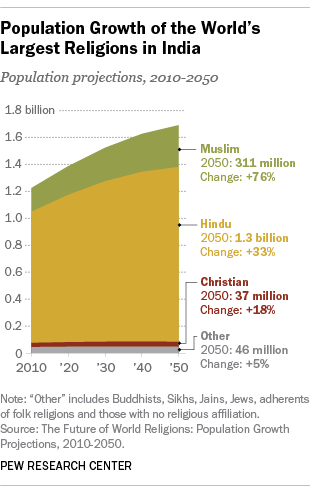 Population Growth of the World's
Largest Religions in India
Population projections, 2010-2050
1.8 billion
1.6
1.4
1.2
1.0
0.8
0.6
0.4
0.2
0
2010 '20 '30 '40 '50
Muslim
2050: 311 million
Change: +76%
Hindu
2050: 1.3 billion
Change: +33%
Christian
2050: 37 million
Change: +18%
Other
2050: 46 million
Change: +5%
Note: “Other” includes Buddhists, Sikhs, Jains, Jews, adherents
of folk religions and those with no religious affiliation.
Source: The Future of World Religions: Population Growth
Projections, 2010-2050.
PEW RESEARCH CENTER